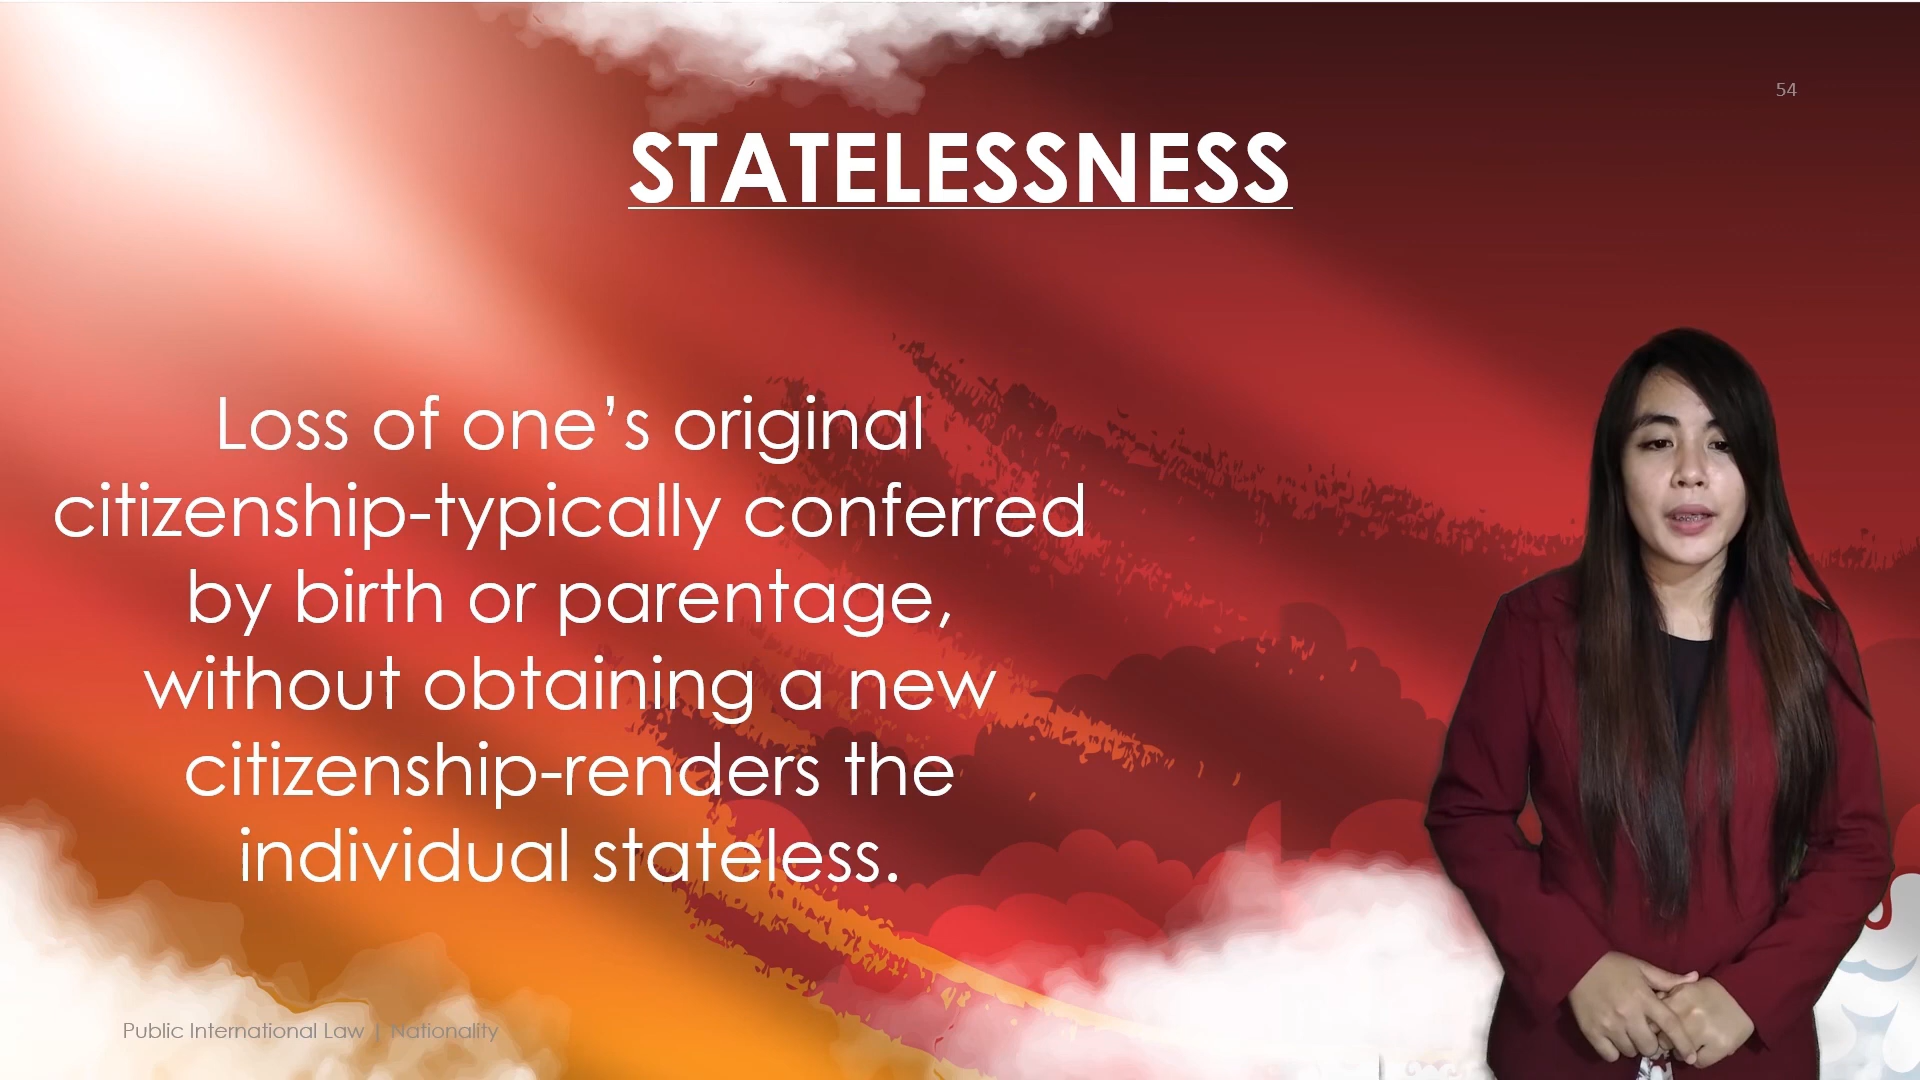 54
STATELESSNESS
Loss of one’s original
citizenship-typically conferred
by birth or parentage,
without obtaining a new
citizenship-renders the
individual stateless.
Public International Law | Nationality